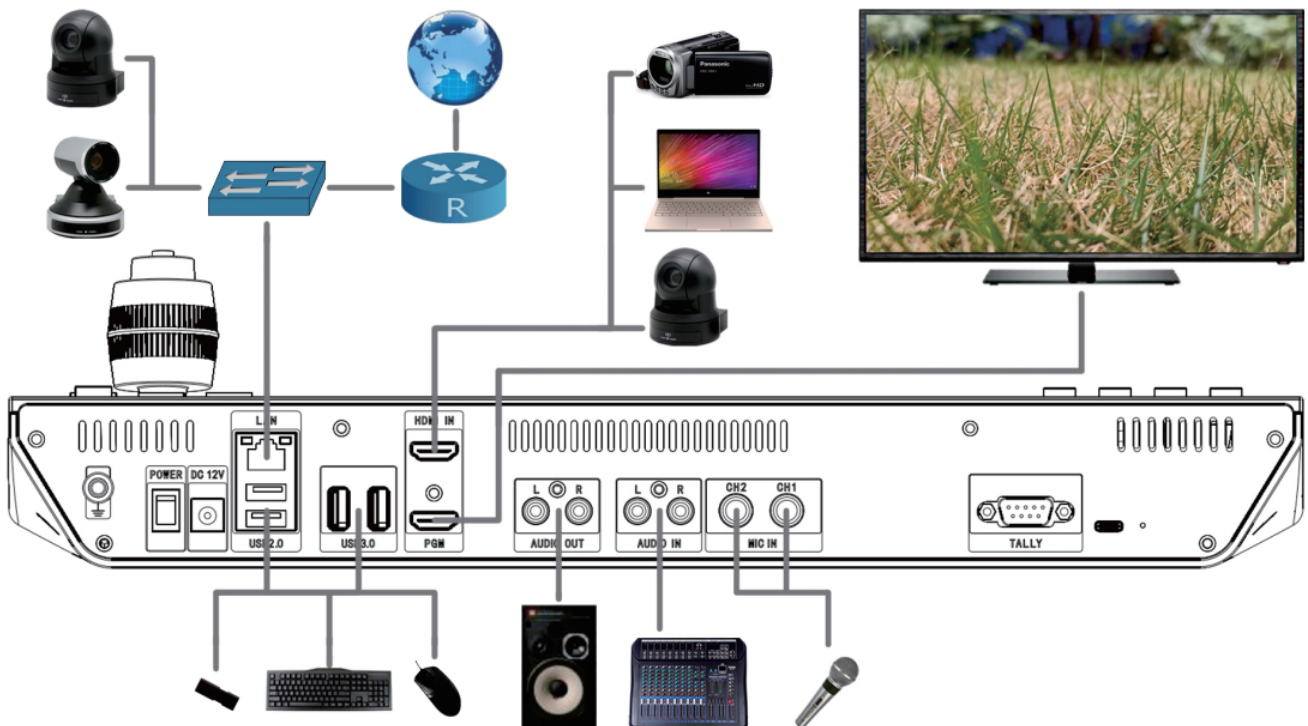 Panasonic
HD
R
LAN
HDMI IN
POWER
DC 12V
L R
L R
CH2 CH1
USB2.0
USB3.0
PGM
AUDIO OUT
AUDIO IN
MIC IN
TALLY